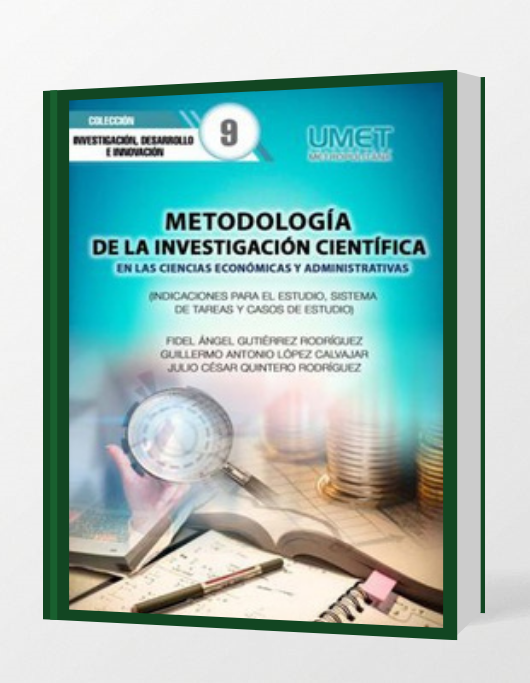 COLECCIÓN
INVESTIGACIÓN, DESARROLLO
E INNOVACIÓN
9
UMET
METROPOLITANA
METODOLOGÍA
DE LA INVESTIGACIÓN CIENTÍFICA
EN LAS CIENCIAS ECONÓMICAS Y ADMINISTRATIVAS
(INDICACIONES PARA EL ESTUDIO, SISTEMA
DE TAREAS Y CASOS DE ESTUDIO)
FIDEL ÁNGEL GUTIÉRREZ RODRÍGUEZ
GUILLERMO ANTONIO LÓPEZ CALVAJAR
JULIO CÉSAR QUINTERO RODRÍGUEZ